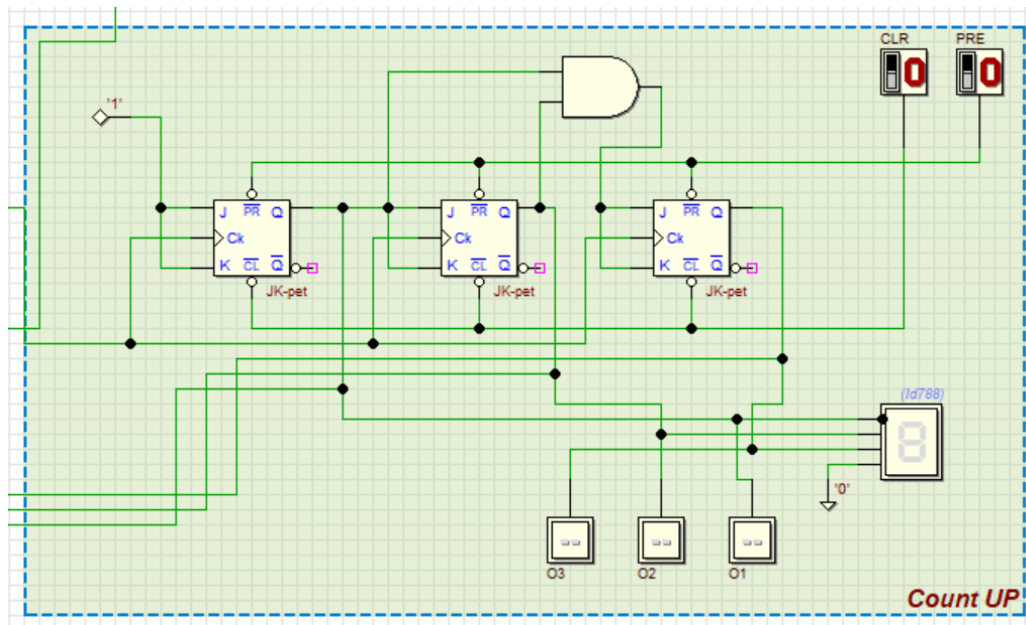 CLR PRE
0 0
'1'
J PR Q J PR Q J PR Q
Ck Ck Ck
K CL Q K CL Q K CL Q
JK-pet JK-pet JK-pet
(Id788)
8
'0'
-- -- --
O3 O2 O1
Count UP